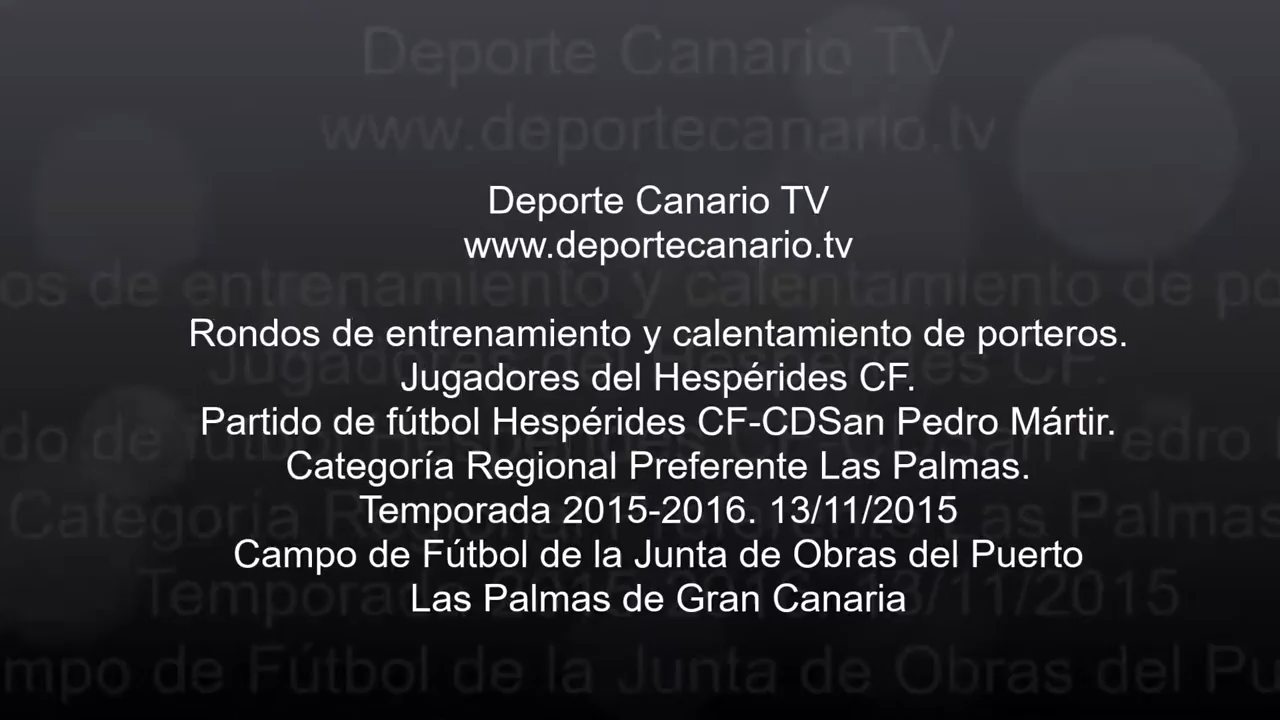 Deporte Canario TV
www.deportecanario.tv
Rondos de entrenamiento y calentamiento de porteros.
Jugadores del Hespérides CF.
Partido de fútbol Hespérides CF-CDSan Pedro Mártir.
Categoría Regional Preferente Las Palmas.
Temporada 2015-2016. 13/11/2015
Campo de Fútbol de la Junta de Obras del Puerto
Las Palmas de Gran Canaria